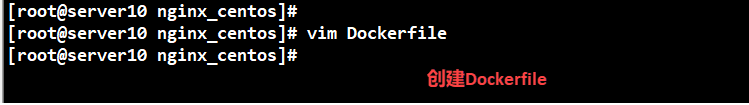 [root@server10 nginx_centos]#
[root@server10 nginx_centos]# vim Dockerfile
[root@server10 nginx_centos]#
创建Dockerfile